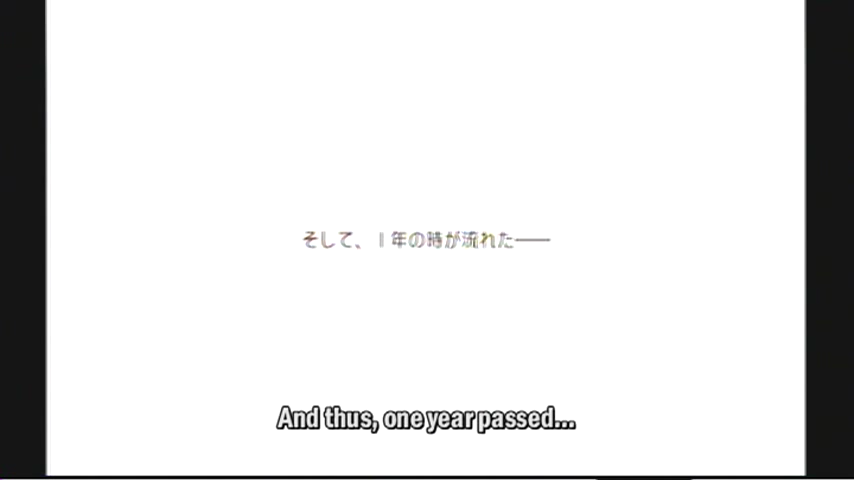 そして、1年の時が流れた――
And thus, one year passed...